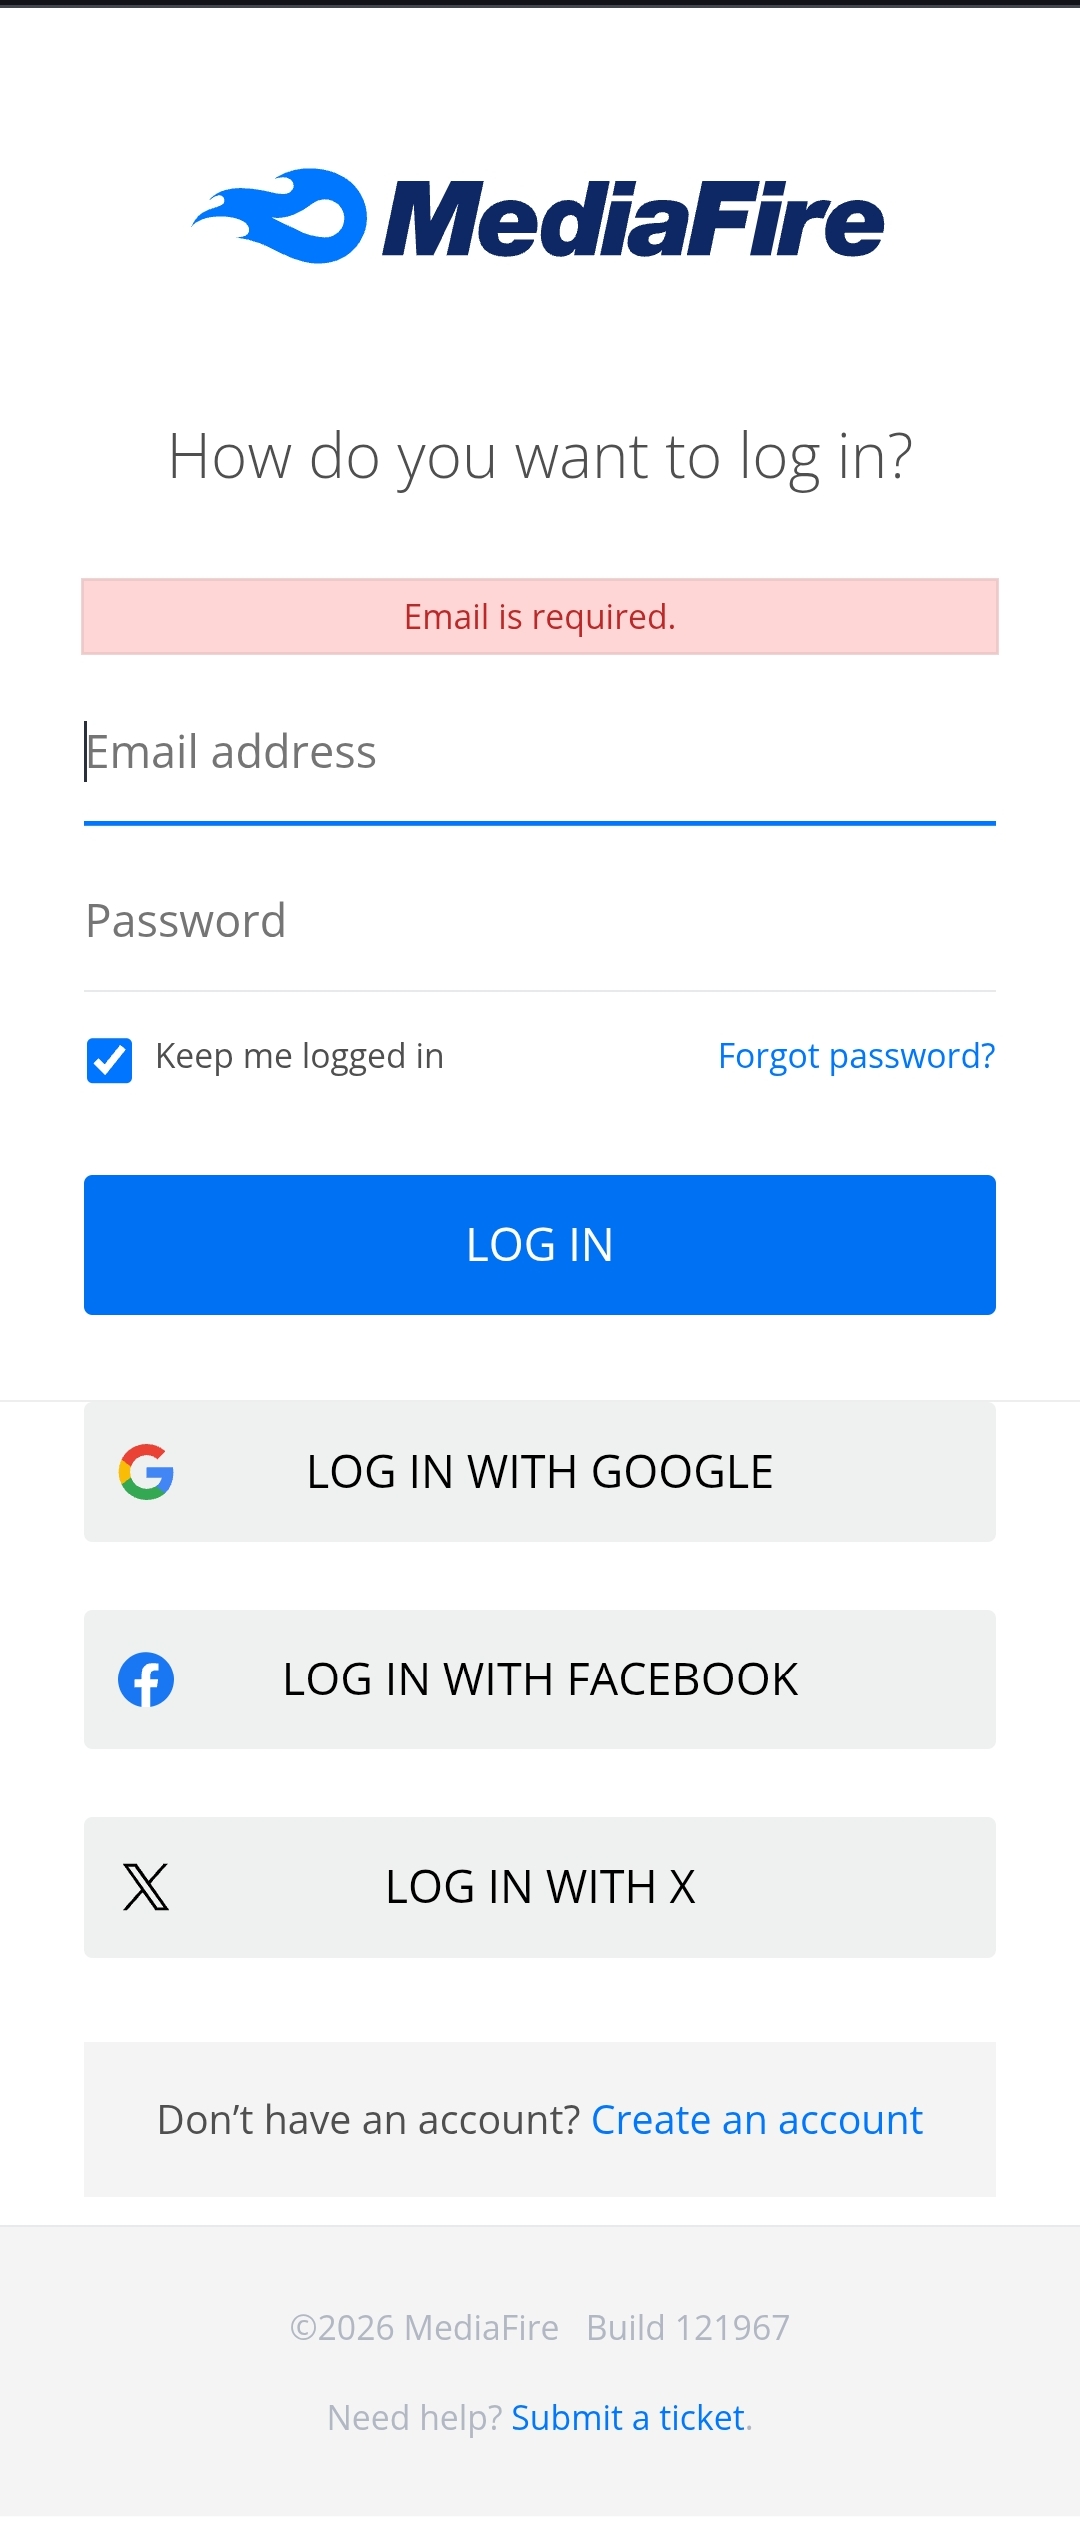 MediaFire
How do you want to log in?
Email is required.
Email address
Password
Keep me logged in Forgot password?
LOG IN
LOG IN WITH GOOGLE
LOG IN WITH FACEBOOK
LOG IN WITH X
Don’t have an account? Create an account
©2026 MediaFire Build 121967
Need help? Submit a ticket.